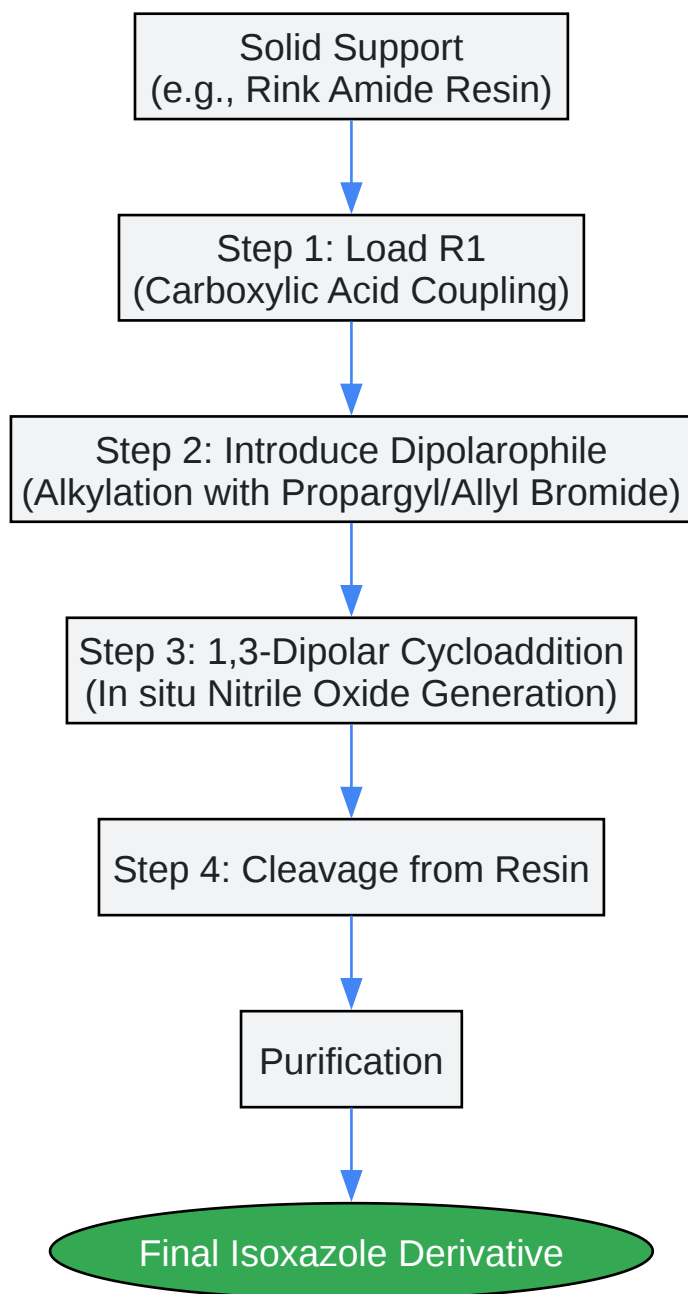 Solid Support
(e.g., Rink Amide Resin)
Step 1: Load R1
(Carboxylic Acid Coupling)
Step 2: Introduce Dipolarophile
(Alkylation with Propargyl/Allyl Bromide)
Step 3: 1,3-Dipolar Cycloaddition
(In situ Nitrile Oxide Generation)
Step 4: Cleavage from Resin
Purification
Final Isoxazole Derivative